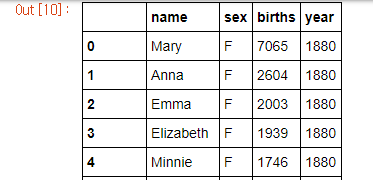 Out [10]:
name sex births year
0 Mary F 7065 1880
1 Anna F 2604 1880
2 Emma F 2003 1880
3 Elizabeth F 1939 1880
4 Minnie F 1746 1880